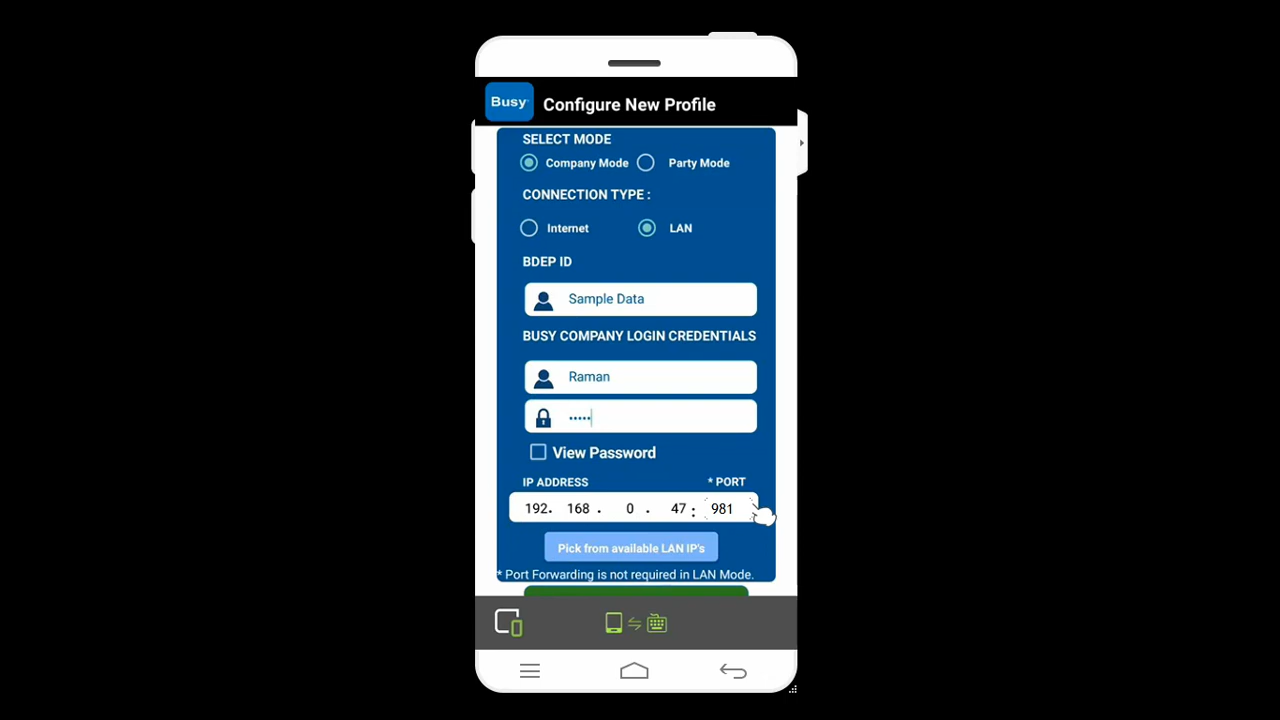 Busy
Configure New Profile
SELECT MODE
Company Mode Party Mode
CONNECTION TYPE :
Internet LAN
BDEP ID
Sample Data
BUSY COMPANY LOGIN CREDENTIALS
Raman
•••••
View Password
IP ADDRESS * PORT
192. 168 . 0 . 47 : 981
Pick from available LAN IP's
* Port Forwarding is not required in LAN Mode.